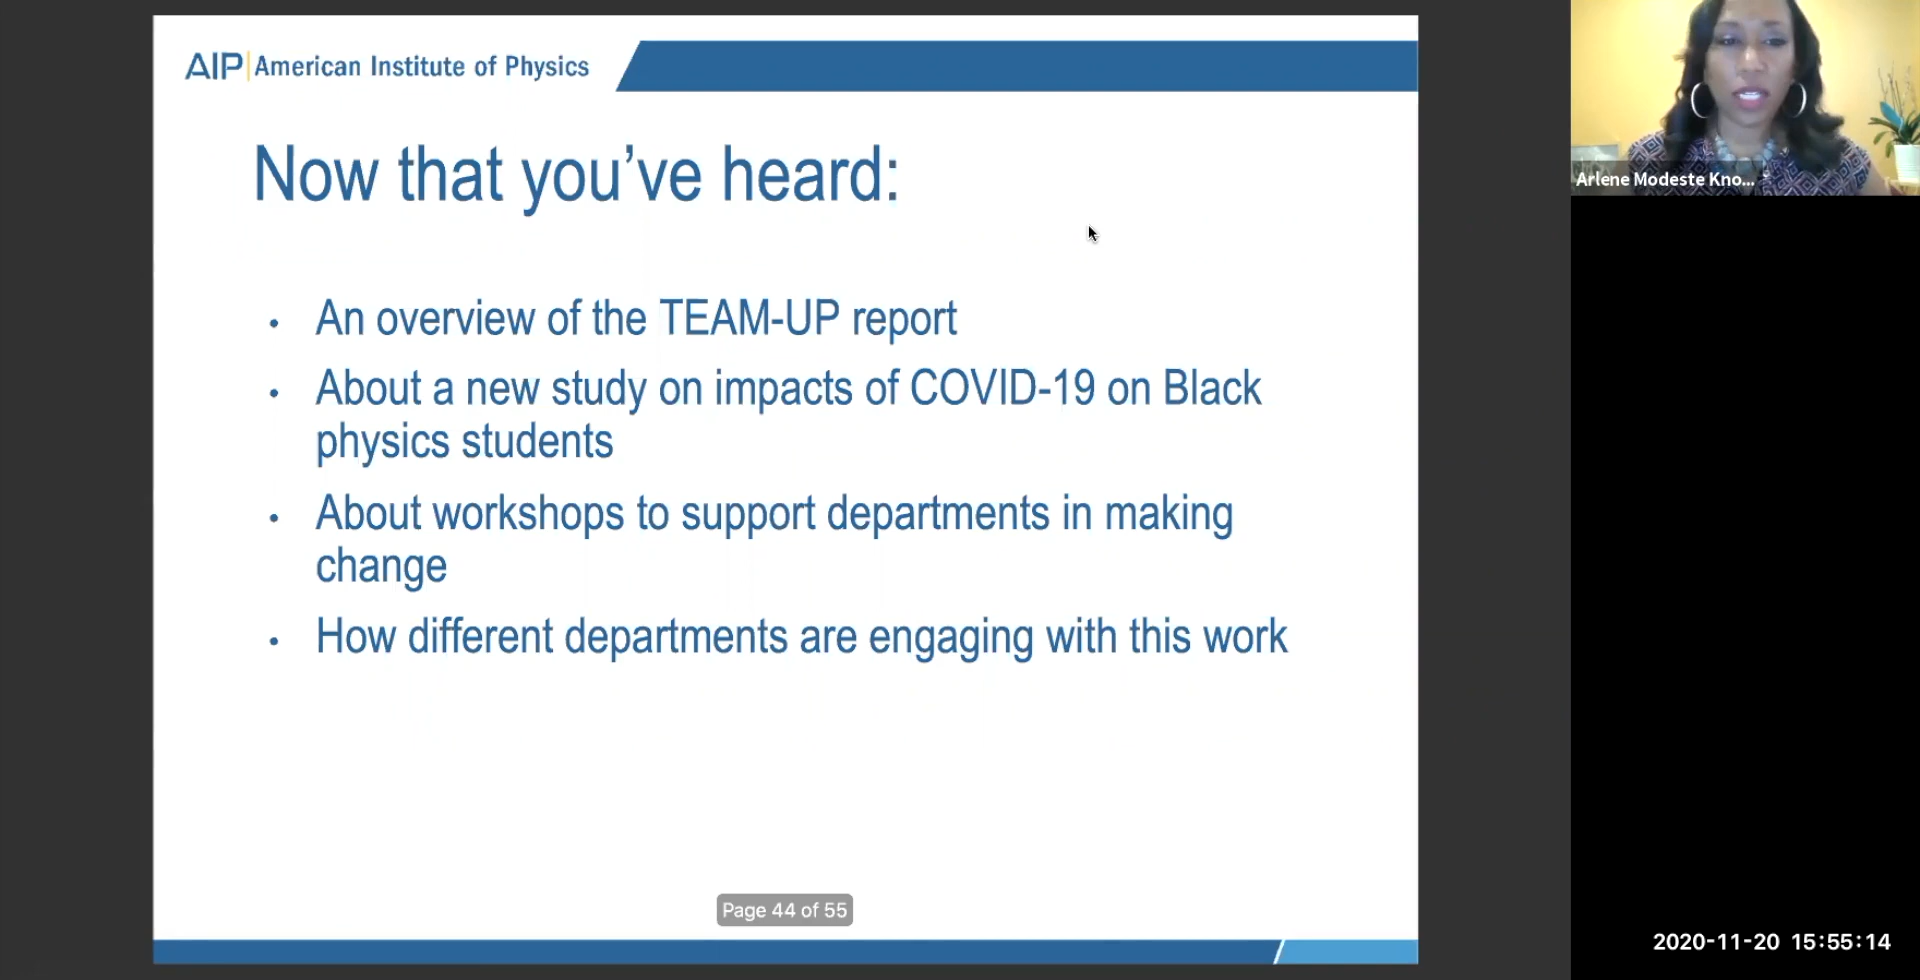 AIP American Institute of Physics
Now that you’ve heard:
• An overview of the TEAM-UP report
• About a new study on impacts of COVID-19 on Black
physics students
• About workshops to support departments in making
change
• How different departments are engaging with this work
Page 44 of 55
Arlene Modeste Kno...
2020-11-20 15:55:14